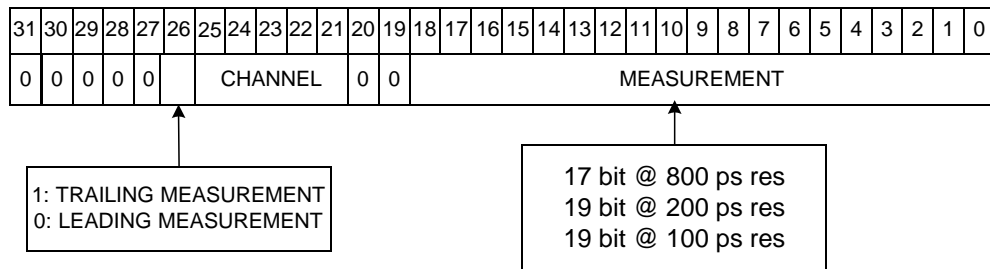 31 30 29 28 27 26 25 24 23 22 21 20 19 18 17 16 15 14 13 12 11 10 9 8 7 6 5 4 3 2 1 0
0 0 0 0 0 CHANNEL 0 0 MEASUREMENT
1: TRAILING MEASUREMENT
0: LEADING MEASUREMENT
17 bit @ 800 ps res
19 bit @ 200 ps res
19 bit @ 100 ps res